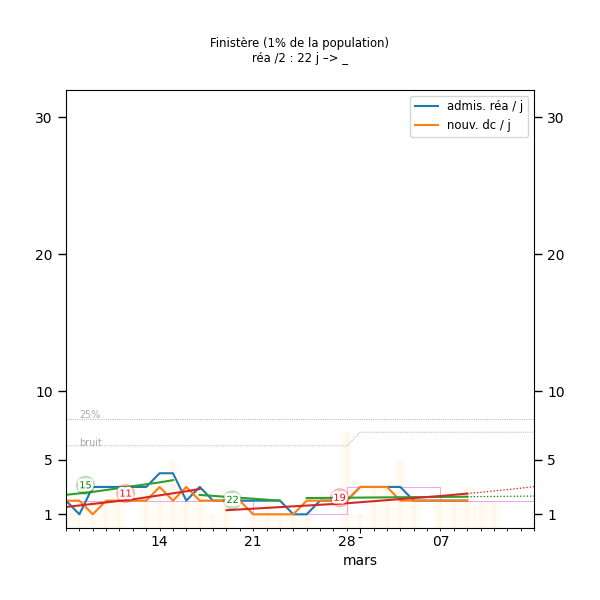 Finistère (1% de la population)
réa /2 : 22 j –> _
admis. réa / j
nouv. dc / j
30 30
20 20
10 10
25%
bruit
5 5
15
11
22
19
1 1
14 21 28 07
mars